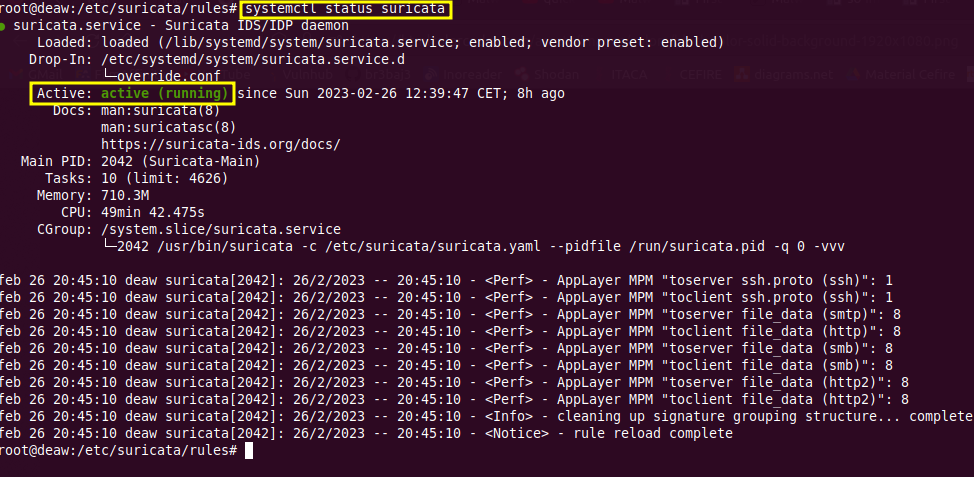 root@deaw:/etc/suricata/rules# systemctl status suricata
● suricata.service - Suricata IDS/IDP daemon
Loaded: loaded (/lib/systemd/system/suricata.service; enabled; vendor preset: enabled)
Drop-In: /etc/systemd/system/suricata.service.d
└─override.conf
Active: active (running) since Sun 2023-02-26 12:39:47 CET; 8h ago
Docs: man:suricata(8)
man:suricatasc(8)
https://suricata-ids.org/docs/
Main PID: 2042 (Suricata-Main)
Tasks: 10 (limit: 4626)
Memory: 710.3M
CPU: 49min 42.475s
CGroup: /system.slice/suricata.service
└─2042 /usr/bin/suricata -c /etc/suricata/suricata.yaml --pidfile /run/suricata.pid -q 0 -vvv
feb 26 20:45:10 deaw suricata[2042]: 26/2/2023 -- 20:45:10 - <Perf> - AppLayer MPM "toserver ssh.proto (ssh)": 1
feb 26 20:45:10 deaw suricata[2042]: 26/2/2023 -- 20:45:10 - <Perf> - AppLayer MPM "toclient ssh.proto (ssh)": 1
feb 26 20:45:10 deaw suricata[2042]: 26/2/2023 -- 20:45:10 - <Perf> - AppLayer MPM "toserver file_data (smtp)": 8
feb 26 20:45:10 deaw suricata[2042]: 26/2/2023 -- 20:45:10 - <Perf> - AppLayer MPM "toclient file_data (http)": 8
feb 26 20:45:10 deaw suricata[2042]: 26/2/2023 -- 20:45:10 - <Perf> - AppLayer MPM "toserver file_data (smb)": 8
feb 26 20:45:10 deaw suricata[2042]: 26/2/2023 -- 20:45:10 - <Perf> - AppLayer MPM "toclient file_data (smb)": 8
feb 26 20:45:10 deaw suricata[2042]: 26/2/2023 -- 20:45:10 - <Perf> - AppLayer MPM "toserver file_data (http2)": 8
feb 26 20:45:10 deaw suricata[2042]: 26/2/2023 -- 20:45:10 - <Perf> - AppLayer MPM "toclient file_data (http2)": 8
feb 26 20:45:10 deaw suricata[2042]: 26/2/2023 -- 20:45:10 - <Info> - cleaning up signature grouping structure... complete
feb 26 20:45:10 deaw suricata[2042]: 26/2/2023 -- 20:45:10 - <Notice> - rule reload complete
root@deaw:/etc/suricata/rules#